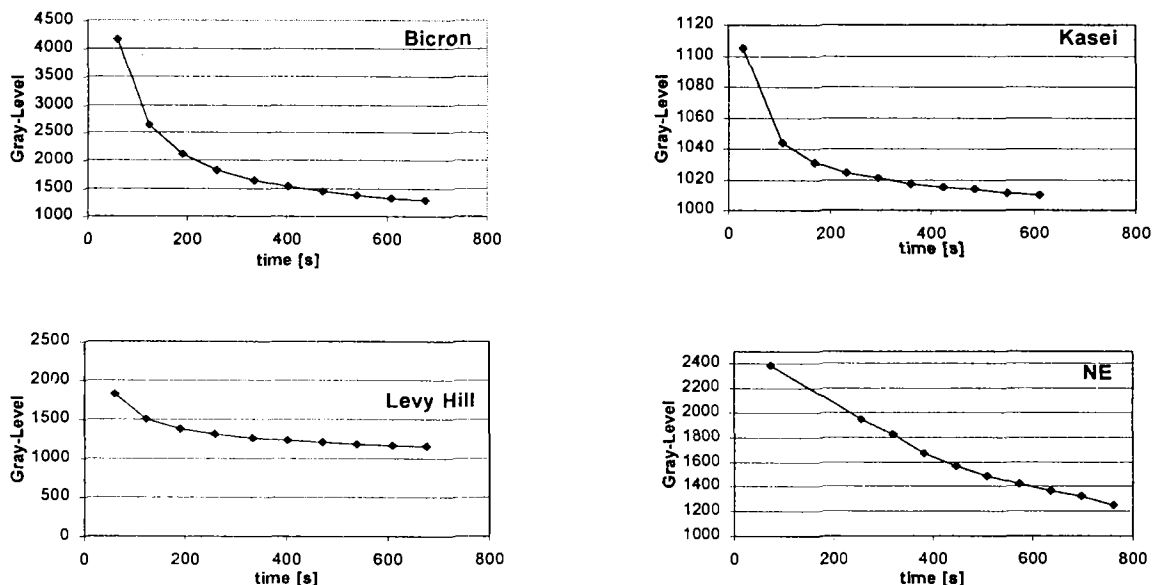 Bicron
Gray-Level
4500
4000
3500
3000
2500
2000
1500
1000
0 200 400 600 800
time [s]
Kasei
Gray-Level
1120
1100
1080
1060
1040
1020
1000
0 200 400 600 800
time [s]
Levy Hill
Gray-Level
2500
2000
1500
1000
500
0
0 200 400 600 800
time [s]
NE
Gray-Level
2400
2200
2000
1800
1600
1400
1200
1000
0 200 400 600 800
time [s]